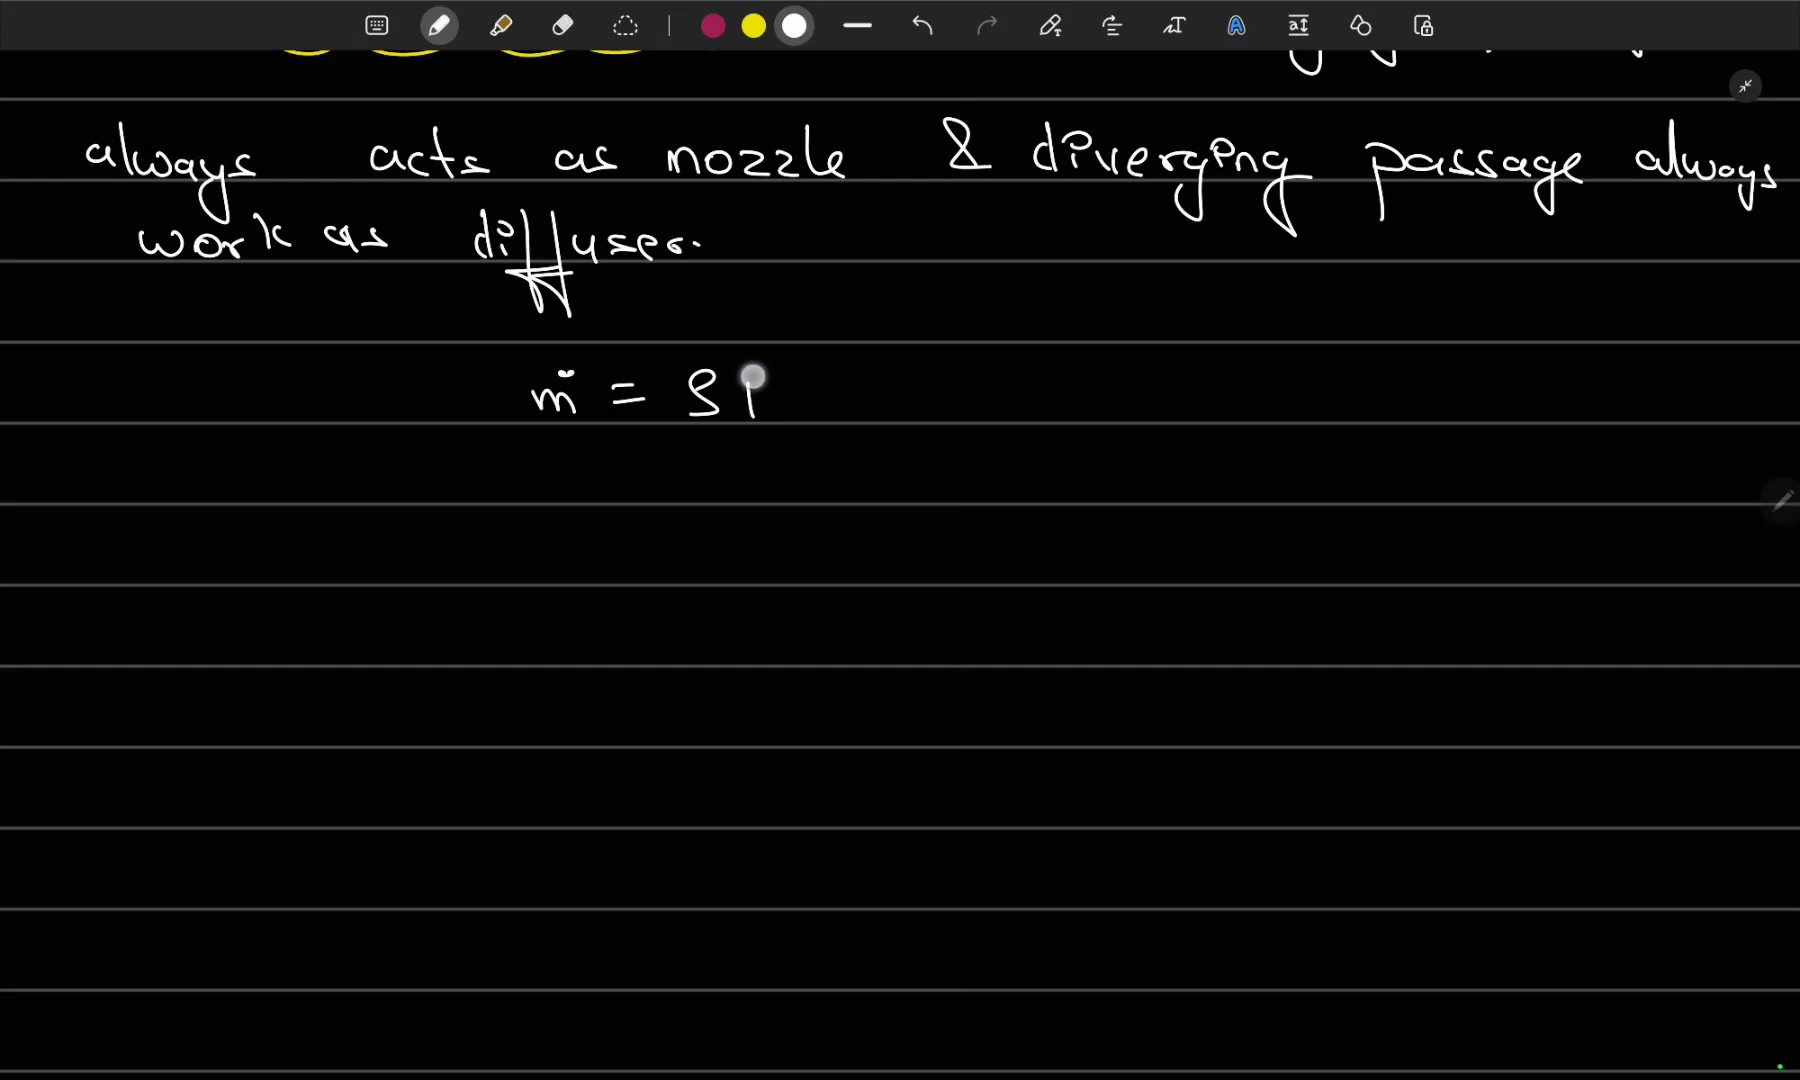 always acts as nozzle & diverging passage always
work as diffuser.
ṁ = ρ